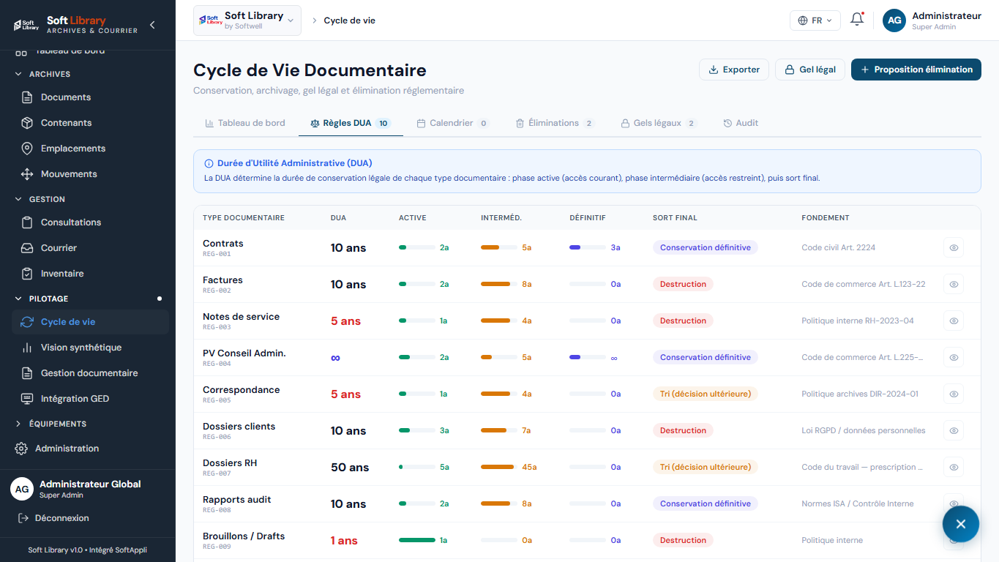 Soft Library
Soft Library
ARCHIVES & COURRIER
Tableau de bord
ARCHIVES
Documents
Contenants
Emplacements
Mouvements
GESTION
Consultations
Courrier
Inventaire
PILOTAGE
Cycle de vie
Vision synthétique
Gestion documentaire
Intégration GED
ÉQUIPEMENTS
Administration
AG
Administrateur Global
Super Admin
Déconnexion
Soft Library v1.0 • Intégré SoftAppli
Soft Library
Soft Library
by Softwell
Cycle de vie
FR
AG
Administrateur
Super Admin
Cycle de Vie Documentaire
Conservation, archivage, gel légal et élimination réglementaire
Exporter
Gel légal
+ Proposition élimination
Tableau de bord
Règles DUA 10
Calendrier 0
Éliminations 2
Gels légaux 2
Audit
Durée d'Utilité Administrative (DUA)
La DUA détermine la durée de conservation légale de chaque type documentaire : phase active (accès courant), phase intermédiaire (accès restreint), puis sort final.
TYPE DOCUMENTAIRE DUA ACTIVE INTERMÉD. DÉFINITIF SORT FINAL FONDEMENT
Contrats
REG-001
10 ans 2a 5a 3a Conservation définitive Code civil Art. 2224
Factures
REG-002
10 ans 2a 8a 0a Destruction Code de commerce Art. L.123-22
Notes de service
REG-003
5 ans 1a 4a 0a Destruction Politique interne RH-2023-04
PV Conseil Admin.
REG-004
∞ 2a 5a ∞ Conservation définitive Code de commerce Art. L.225-...
Correspondance
REG-005
5 ans 1a 4a 0a Tri (décision ultérieure) Politique archives DIR-2024-01
Dossiers clients
REG-006
10 ans 3a 7a 0a Destruction Loi RGPD / données personnelles
Dossiers RH
REG-007
50 ans 5a 45a 0a Tri (décision ultérieure) Code du travail — prescription ...
Rapports audit
REG-008
10 ans 2a 8a 0a Conservation définitive Normes ISA / Contrôle Interne
Brouillons / Drafts
REG-009
1 ans 1a 0a 0a Destruction Politique interne